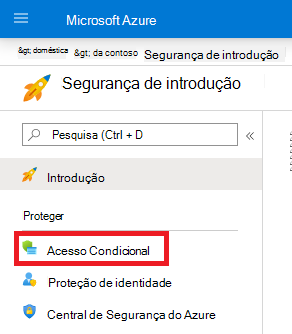 Microsoft Azure
&gt; doméstica &gt; da contoso Segurança de introdução
Segurança de introdução
Pesquisa (Ctrl + D
Introdução
Proteger
Acesso Condicional
Proteção de identidade
Central de Segurança do Azure